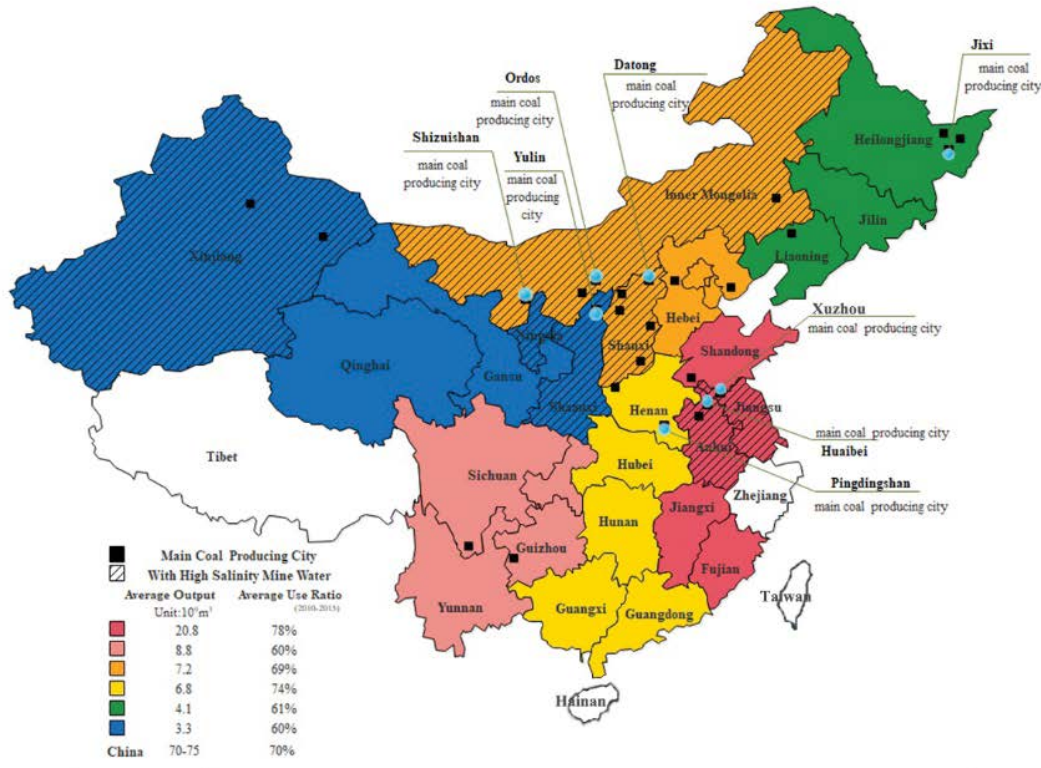 Jixi
main coal
producing city
Datong
main coal
producing city
Ordos
main coal
producing city
Shizuishan
main coal
producing city
Yulin
main coal
producing
city
Heilongjiang
Inner Mongolia
Jilin
Xinjiang
Liaoning
Hebei
Xuzhou
main coal producing city
Shanxi
Shandong
Qinghai
Gansu
Henan
Jiangsu
main coal producing city
Huaibei
Anhui
Tibet
Sichuan
Hubei
Pingdingshan
main coal producing city
Zhejiang
Hunan
Jiangxi
Guizhou
Fujian
Yunnan
Guangxi
Guangdong
Taiwan
Hainan
Main Coal Producing City
With High Salinity Mine Water
Average Output Average Use Ratio
Unit:10⁸m³ (2010-2015)
20.8 78%
8.8 60%
7.2 69%
6.8 74%
4.1 61%
3.3 60%
China 70-75 70%